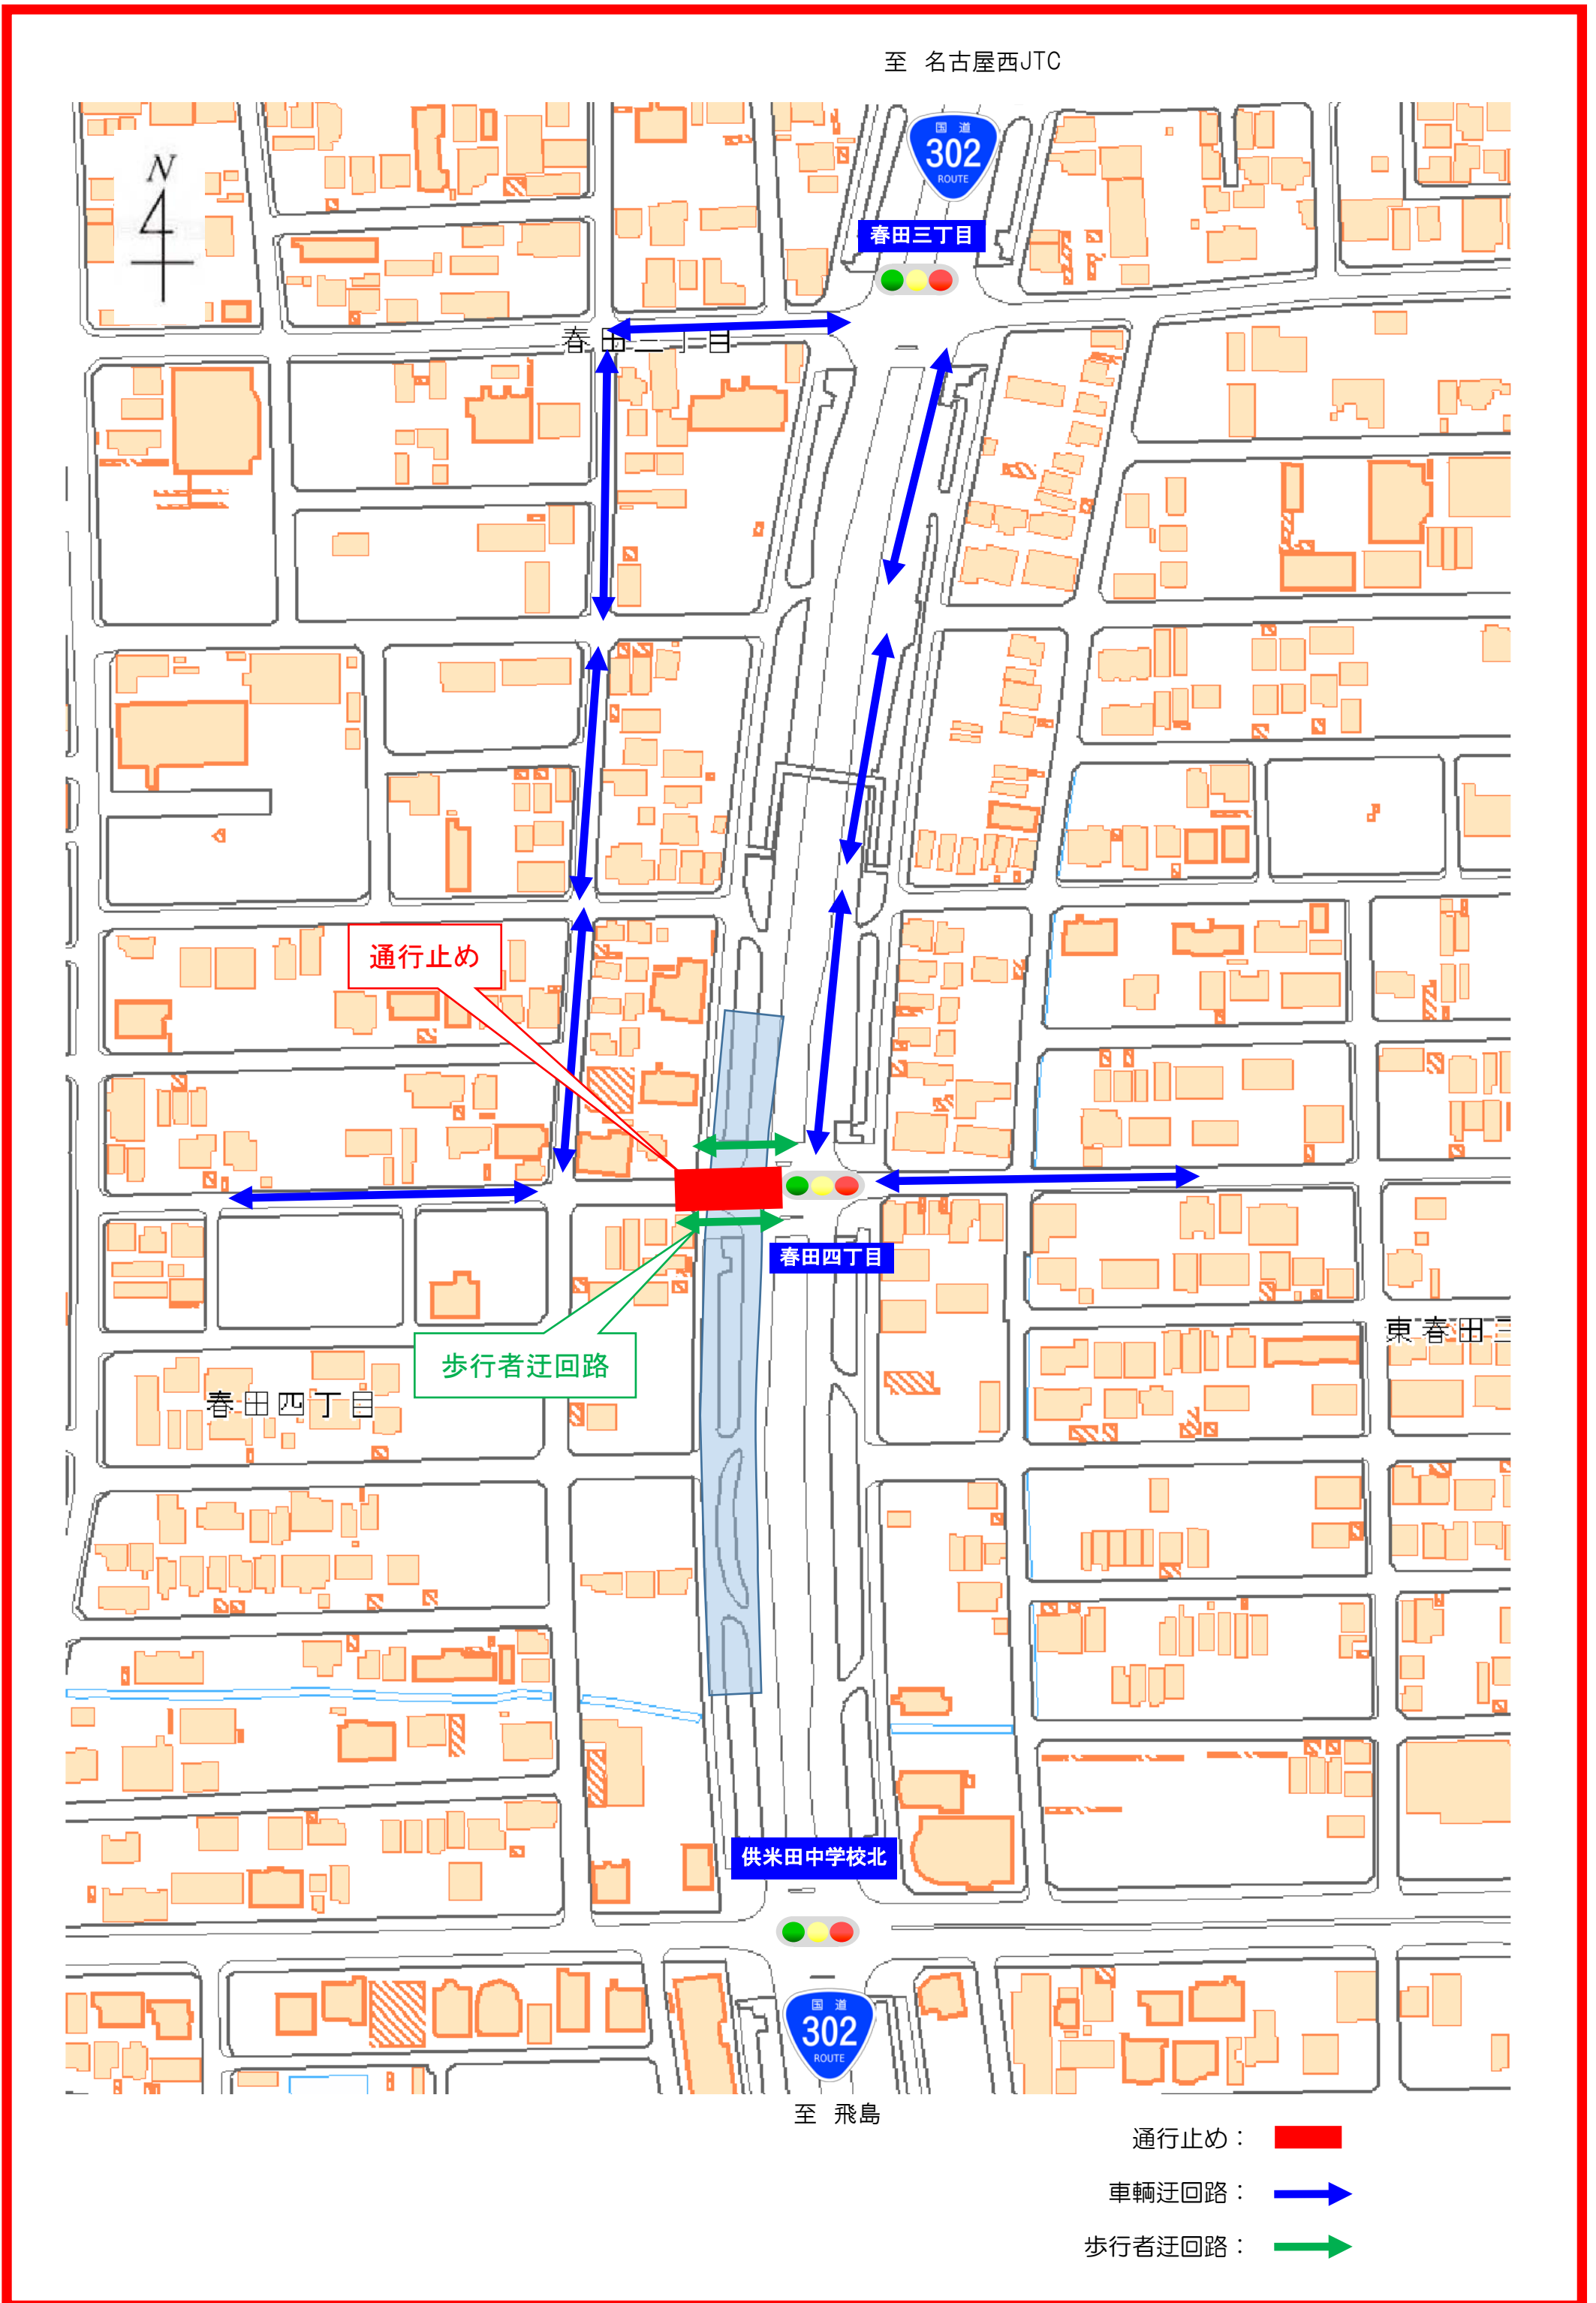 至 名古屋西JTC
国道
302
ROUTE
N
春田三丁目
春田三丁目
通行止め
春田四丁目
東春田三
歩行者迂回路
春田四丁目
供米田中学校北
国道
302
ROUTE
至 飛島
通行止め：
車輌迂回路：
歩行者迂回路：